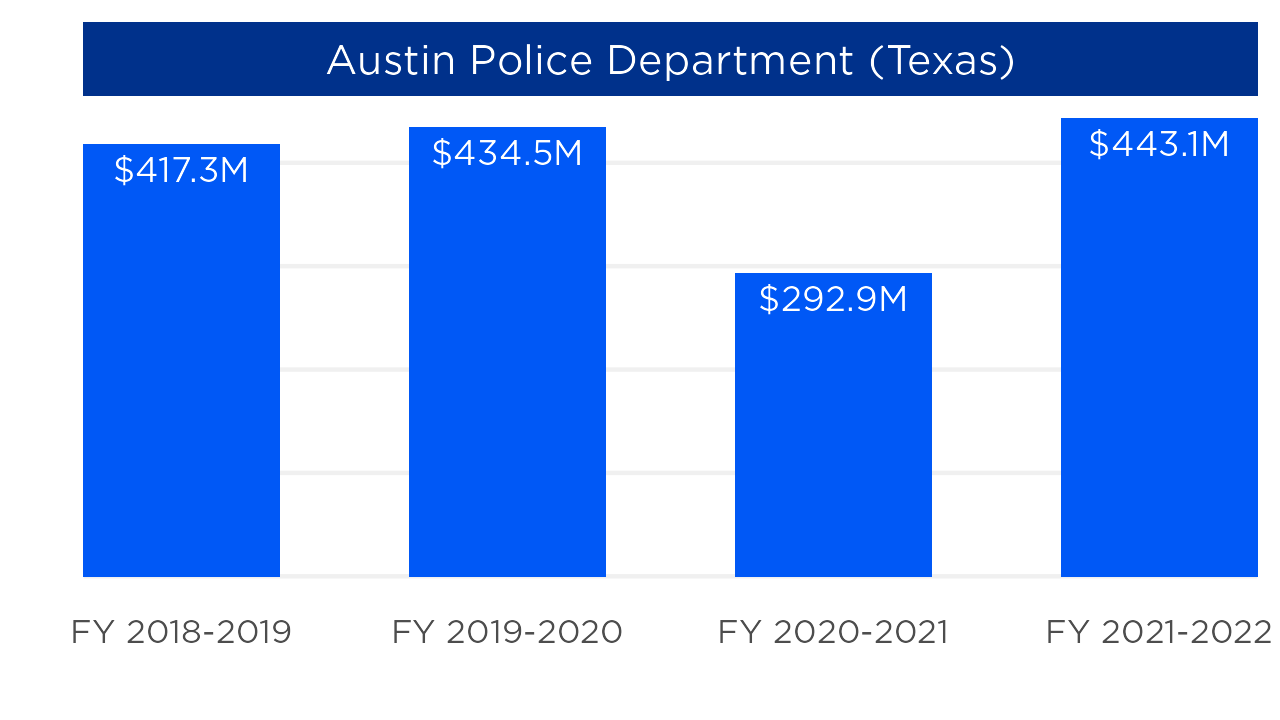 Austin Police Department (Texas)
$417.3M
$434.5M
$292.9M
$443.1M
FY 2018-2019
FY 2019-2020
FY 2020-2021
FY 2021-2022